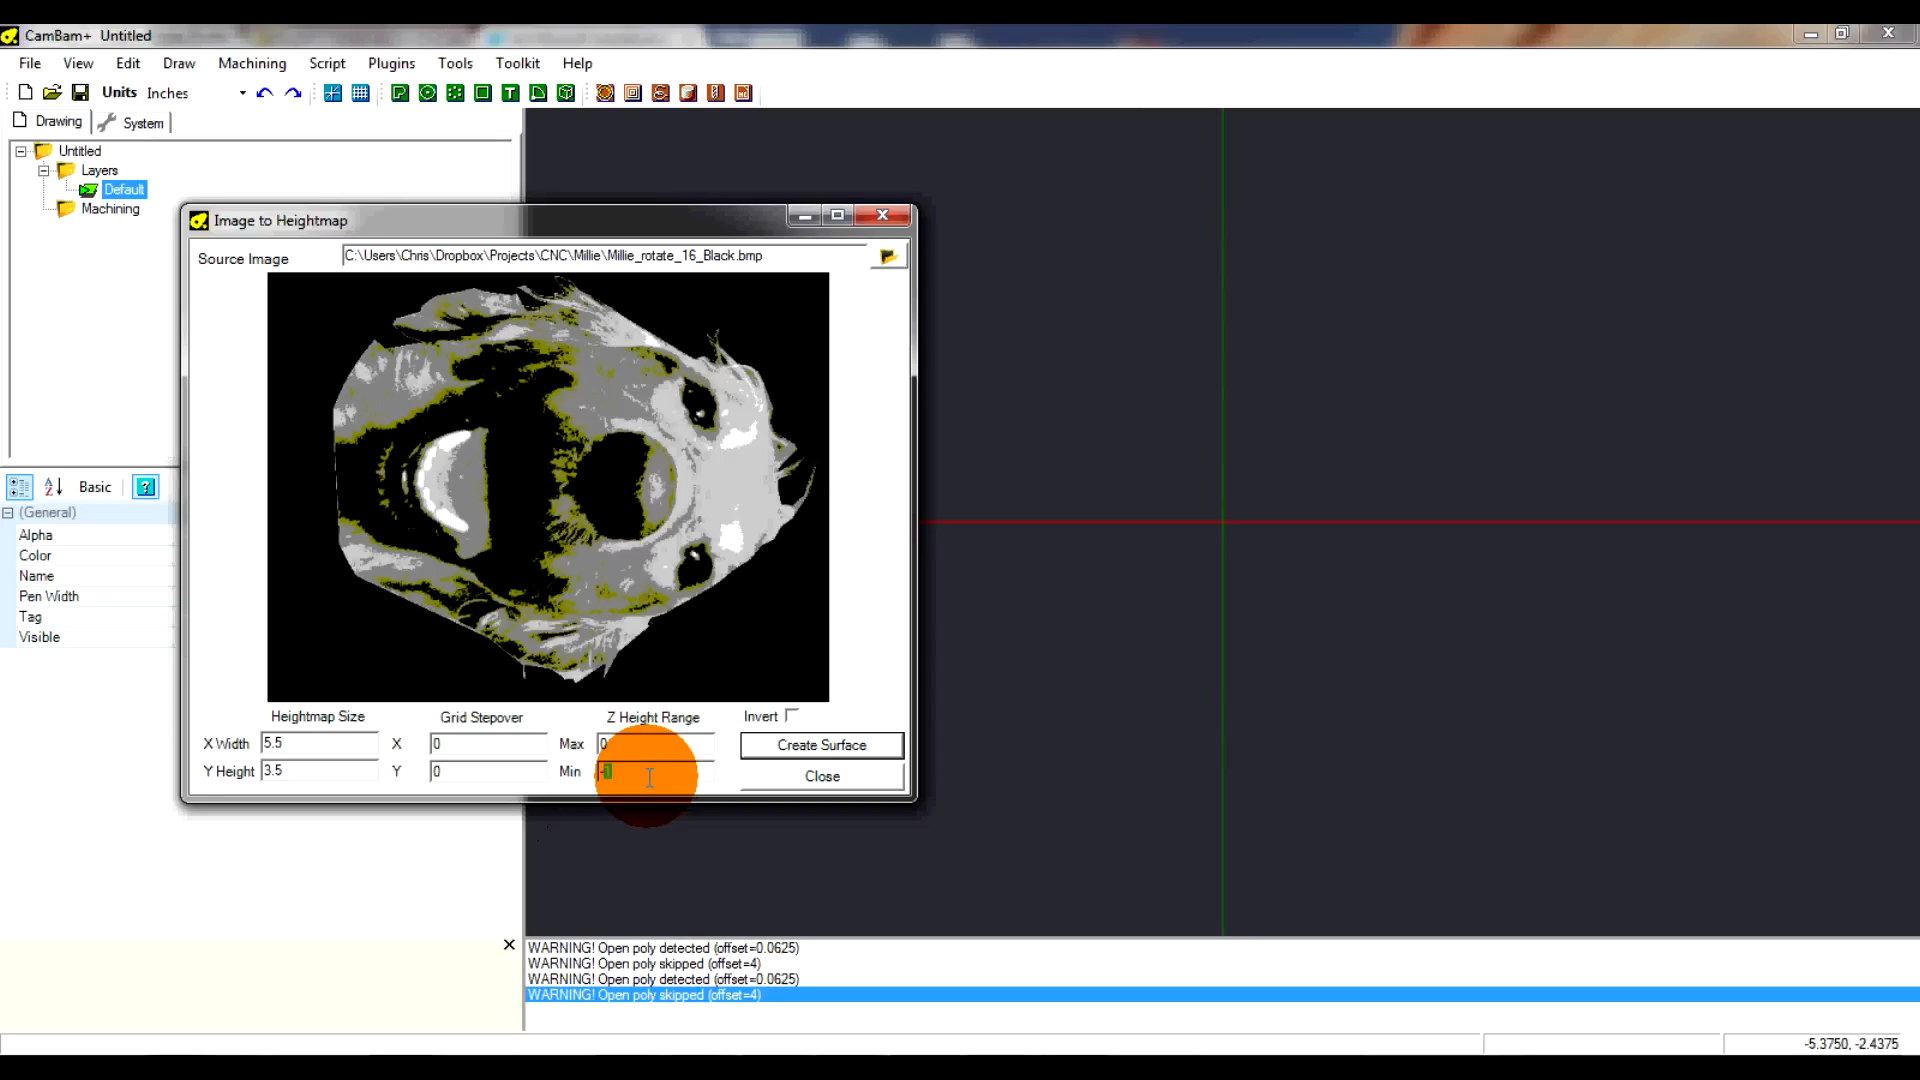 CamBam+ Untitled
File View Edit Draw Machining Script Plugins Tools Toolkit Help
Units Inches
Drawing System
Untitled
Layers
Default
Machining
Image to Heightmap
Source Image C:\Users\Chris\Dropbox\Projects\CNC\Millie\Millie_rotate_16_Black.bmp
Basic
(General)
Alpha
Color
Name
Pen Width
Tag
Visible
Heightmap Size Grid Stepover Z Height Range Invert
X Width 5.5 X 0 Max 0 Create Surface
Y Height 3.5 Y 0 Min -1 Close
WARNING! Open poly detected (offset=0.0625)
WARNING! Open poly skipped (offset=4)
WARNING! Open poly detected (offset=0.0625)
WARNING! Open poly skipped (offset=4)
-5.3750, -2.4375